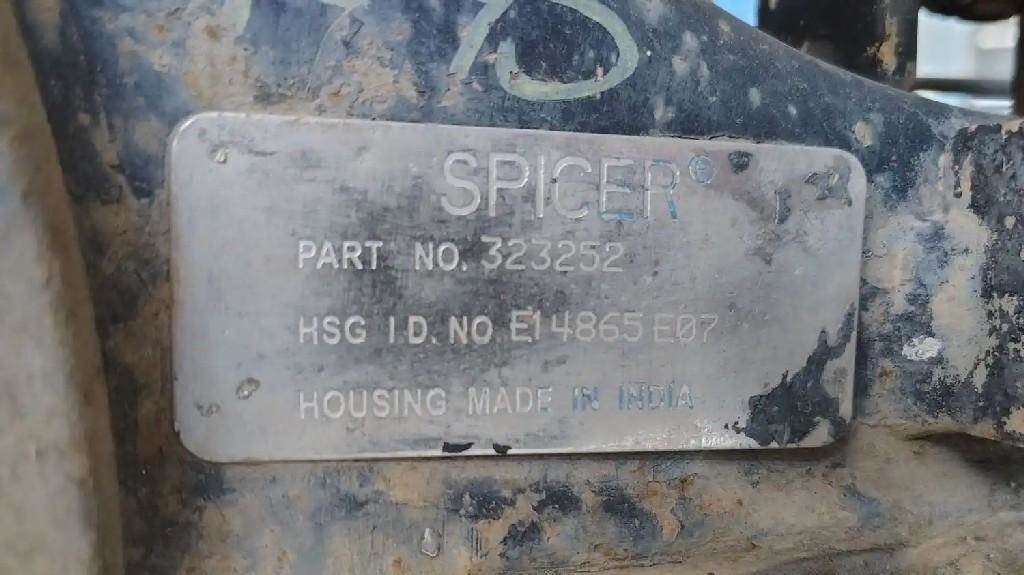 SPICER®
PART NO. 323252
HSG I.D. NO E14865 E07
HOUSING MADE IN INDIA